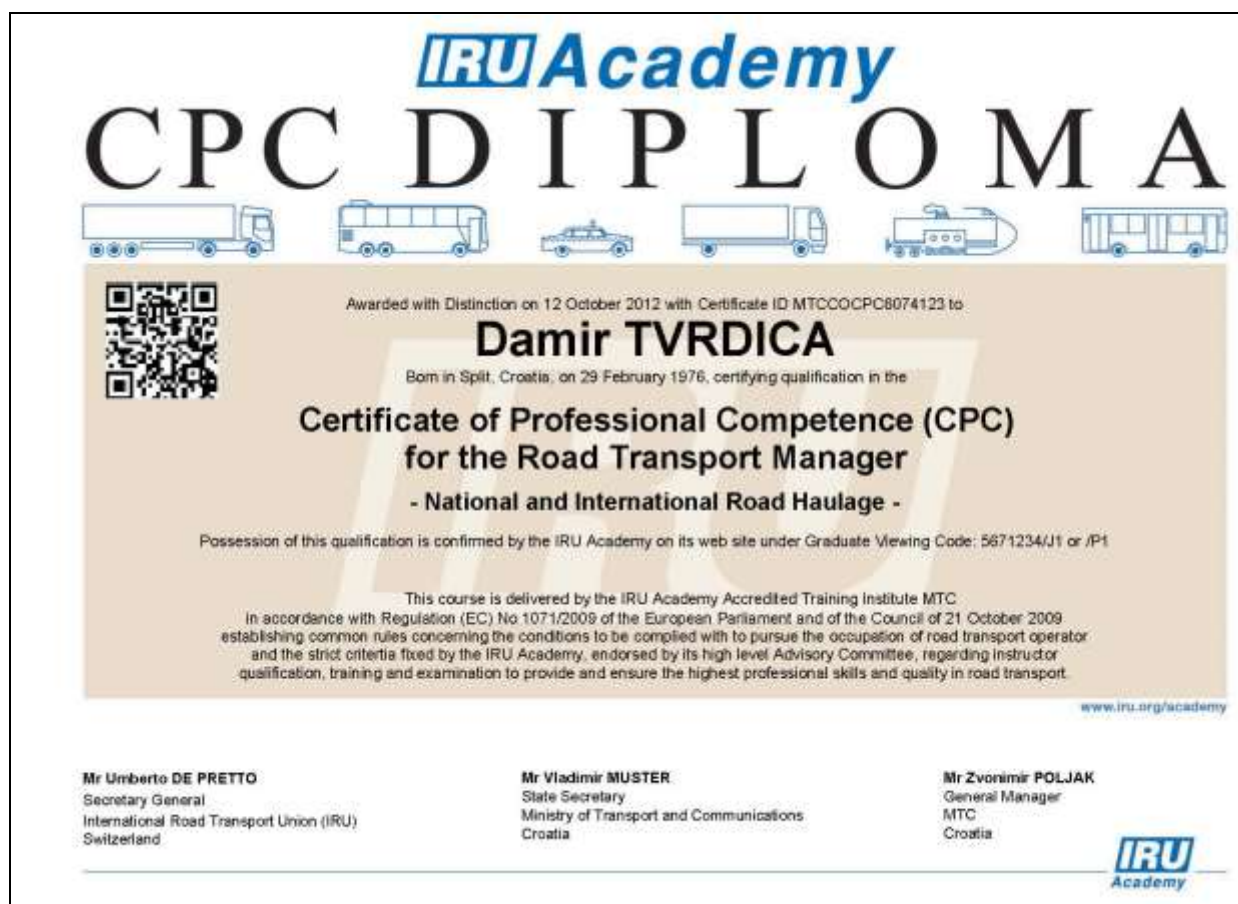 IRU Academy
CPC DIPLOMA
Awarded with Distinction on 12 October 2012 with Certificate ID MTCCOCPC8074123 to
Damir TVRDICA
Born in Split, Croatia, on 29 February 1976, certifying qualification in the
Certificate of Professional Competence (CPC)
for the Road Transport Manager
- National and International Road Haulage -
Possession of this qualification is confirmed by the IRU Academy on its web site under Graduate Viewing Code: 5671234/J1 or /P1
This course is delivered by the IRU Academy Accredited Training Institute MTC
in accordance with Regulation (EC) No 1071/2009 of the European Parliament and of the Council of 21 October 2009
establishing common rules concerning the conditions to be complied with to pursue the occupation of road transport operator
and the strict criteria fixed by the IRU Academy, endorsed by its high level Advisory Committee, regarding instructor
qualification, training and examination to provide and ensure the highest professional skills and quality in road transport.
www.iru.org/academy
Mr Umberto DE PRETTO
Secretary General
International Road Transport Union (IRU)
Switzerland
Mr Vladimir MUSTER
State Secretary
Ministry of Transport and Communications
Croatia
Mr Zvonimir POLJAK
General Manager
MTC
Croatia
IRU
Academy